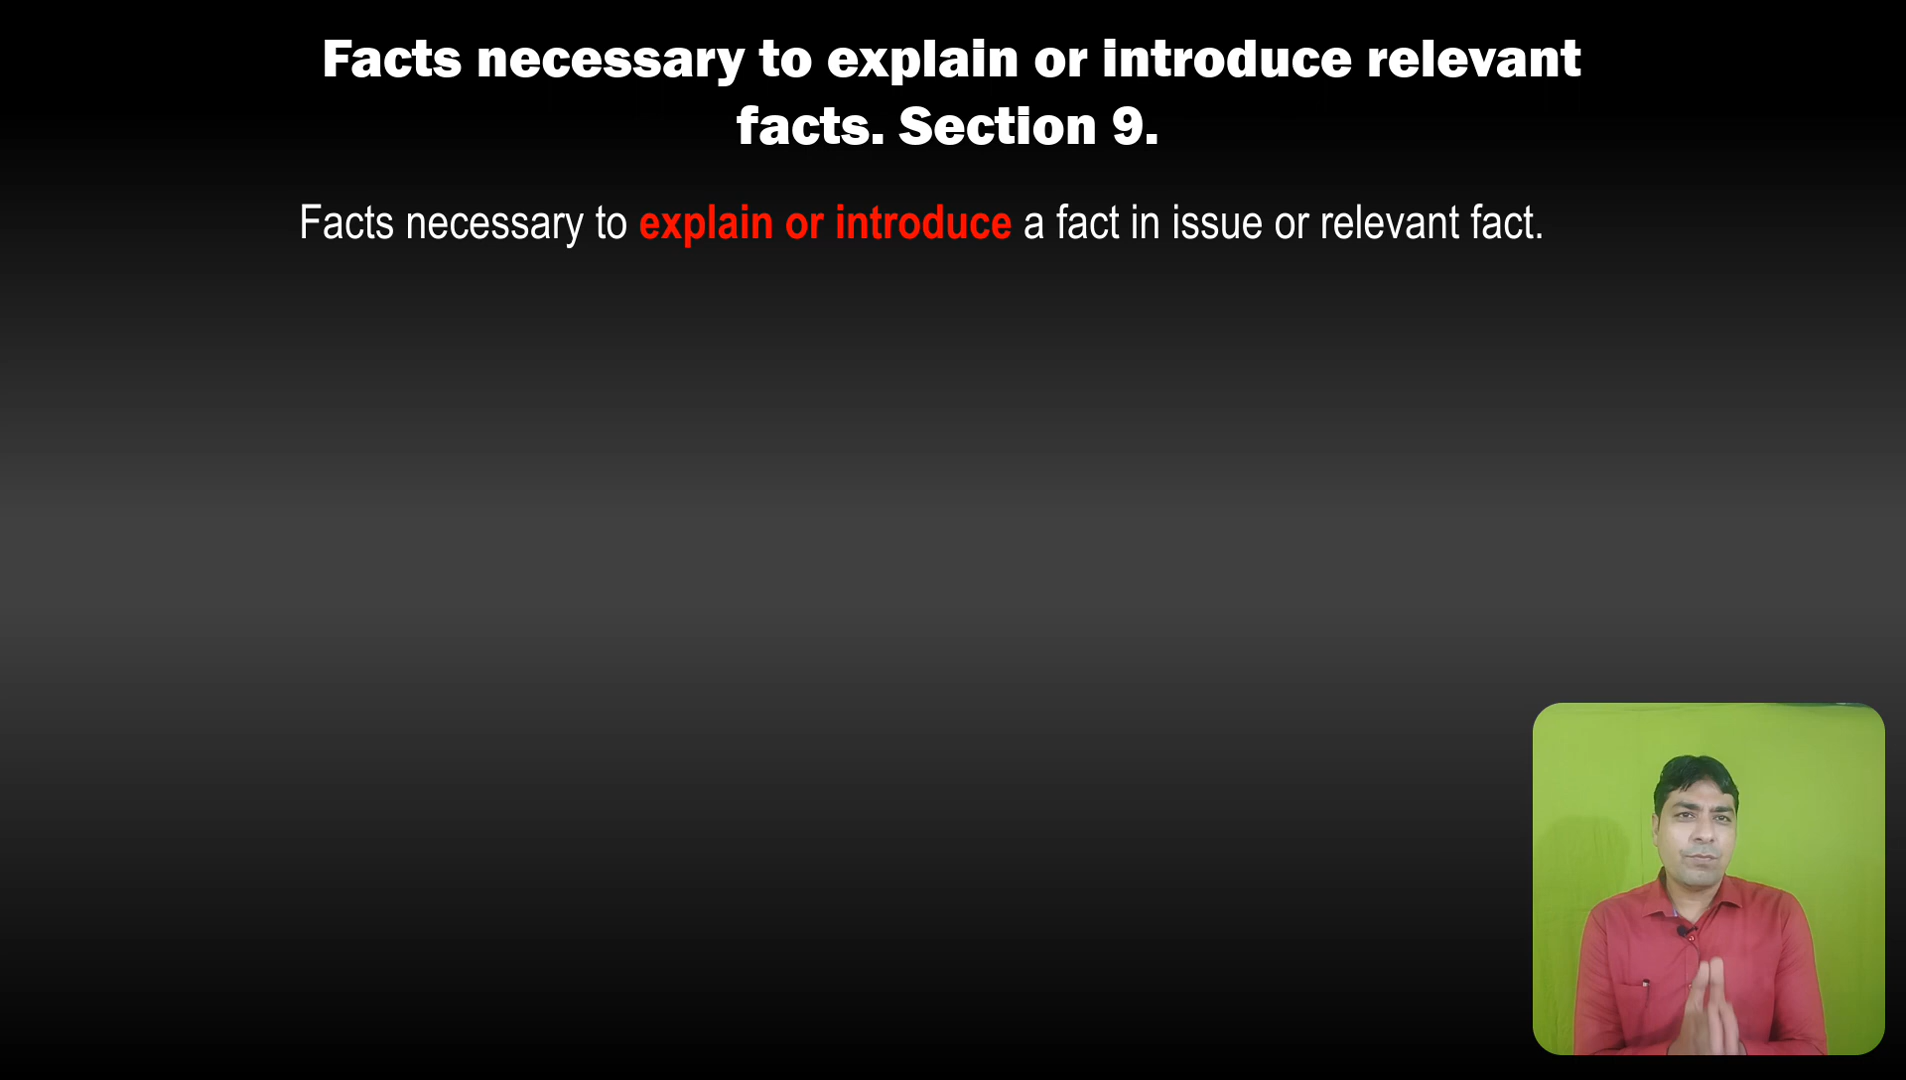 Facts necessary to explain or introduce relevant
facts. Section 9.
Facts necessary to explain or introduce a fact in issue or relevant fact.